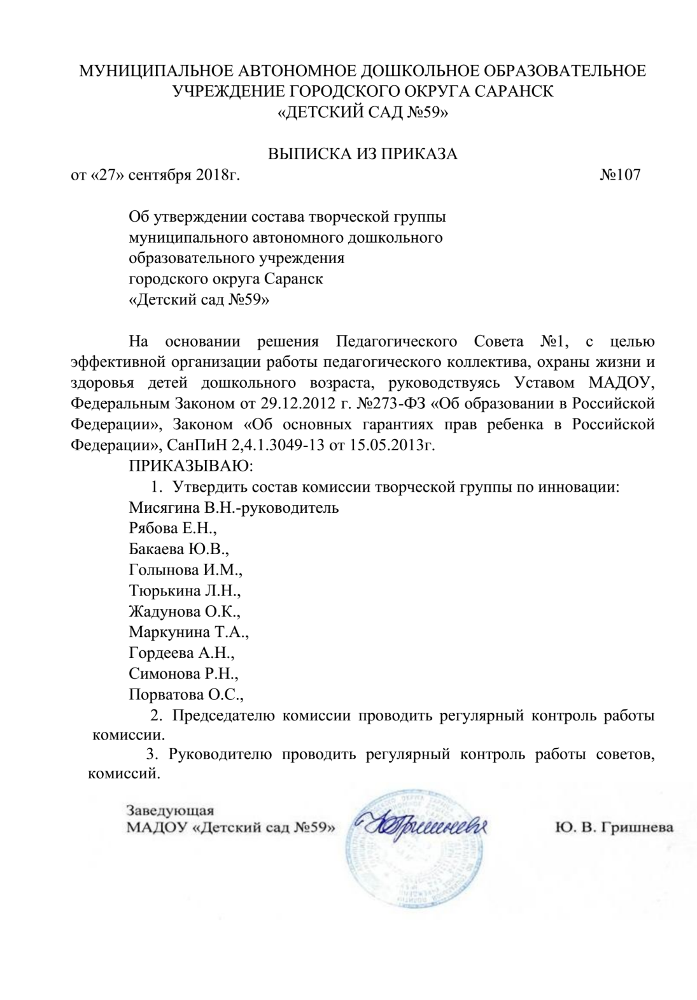 МУНИЦИПАЛЬНОЕ АВТОНОМНОЕ ДОШКОЛЬНОЕ ОБРАЗОВАТЕЛЬНОЕ
УЧРЕЖДЕНИЕ ГОРОДСКОГО ОКРУГА САРАНСК
«ДЕТСКИЙ САД №59»
ВЫПИСКА ИЗ ПРИКАЗА
от «27» сентября 2018г. №107
Об утверждении состава творческой группы
муниципального автономного дошкольного
образовательного учреждения
городского округа Саранск
«Детский сад №59»
На основании решения Педагогического Совета №1, с целью
эффективной организации работы педагогического коллектива, охраны жизни и
здоровья детей дошкольного возраста, руководствуясь Уставом МАДОУ,
Федеральным Законом от 29.12.2012 г. №273-ФЗ «Об образовании в Российской
Федерации», Законом «Об основных гарантиях прав ребенка в Российской
Федерации», СанПиН 2,4.1.3049-13 от 15.05.2013г.
ПРИКАЗЫВАЮ:
1. Утвердить состав комиссии творческой группы по инновации:
Мисягина В.Н.-руководитель
Рябова Е.Н.,
Бакаева Ю.В.,
Голынова И.М.,
Тюрькина Л.Н.,
Жадунова О.К.,
Маркунина Т.А.,
Гордеева А.Н.,
Симонова Р.Н.,
Порватова О.С.,
2. Председателю комиссии проводить регулярный контроль работы
комиссии.
3. Руководителю проводить регулярный контроль работы советов,
комиссий.
Заведующая
МАДОУ «Детский сад №59» Ю. В. Гришнева